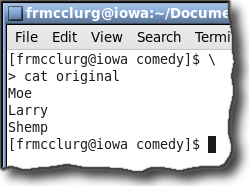 frmcclurg@iowa:~/Docume
File Edit View Search Termi
[frmcclurg@iowa comedy]$ \
> cat original
Moe
Larry
Shemp
[frmcclurg@iowa comedy]$